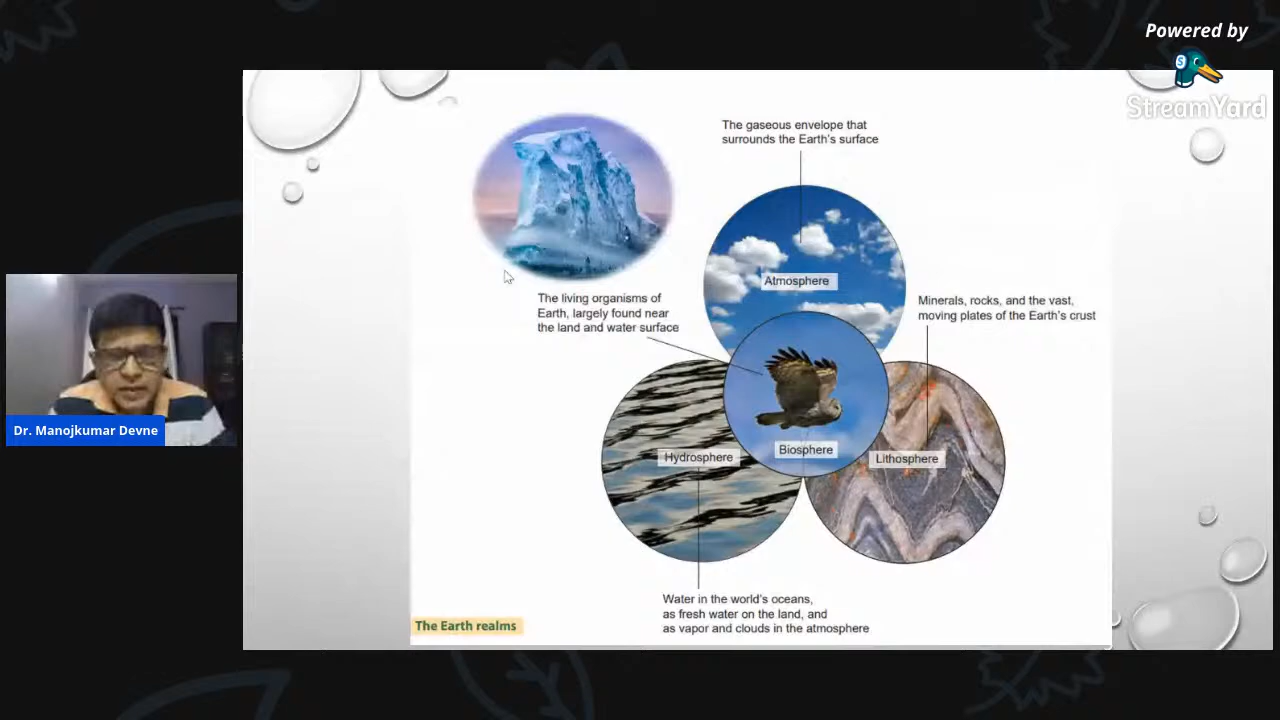 Powered by
S
StreamYard
The gaseous envelope that
surrounds the Earth's surface
Atmosphere
The living organisms of
Earth, largely found near
the land and water surface
Minerals, rocks, and the vast,
moving plates of the Earth's crust
Hydrosphere
Biosphere
Lithosphere
Water in the world's oceans,
as fresh water on the land, and
as vapor and clouds in the atmosphere
The Earth realms
Dr. Manojkumar Devne